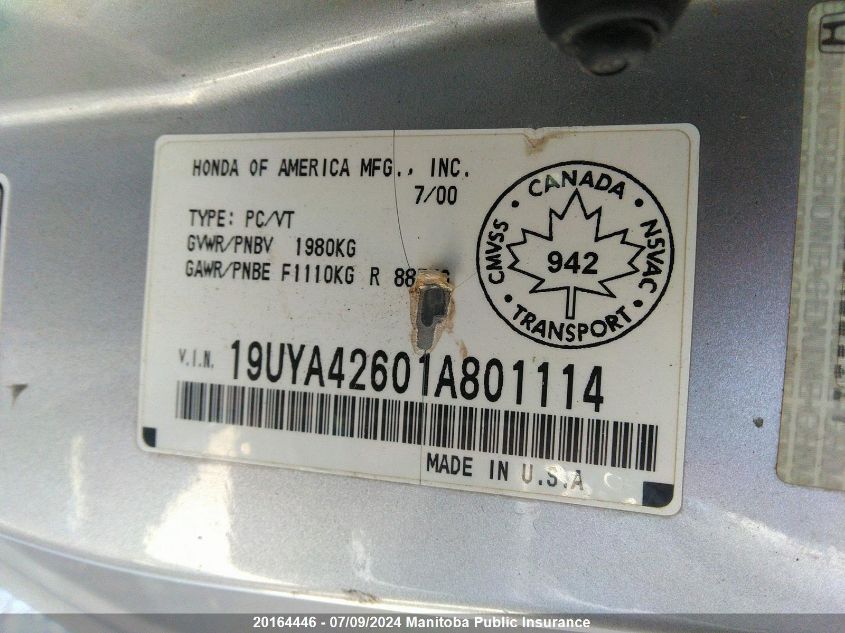 HONDA OF AMERICA MFG., INC.
7/00
TYPE: PC/VT
GVWR/PNBV 1980KG
GAWR/PNBE F1110KG R
CANADA
CMVSS
NSVAC
942
TRANSPORT
V.I.N. 19UYA42601A801114
MADE IN U.S.A
20164446 - 07/09/2024 Manitoba Public Insurance